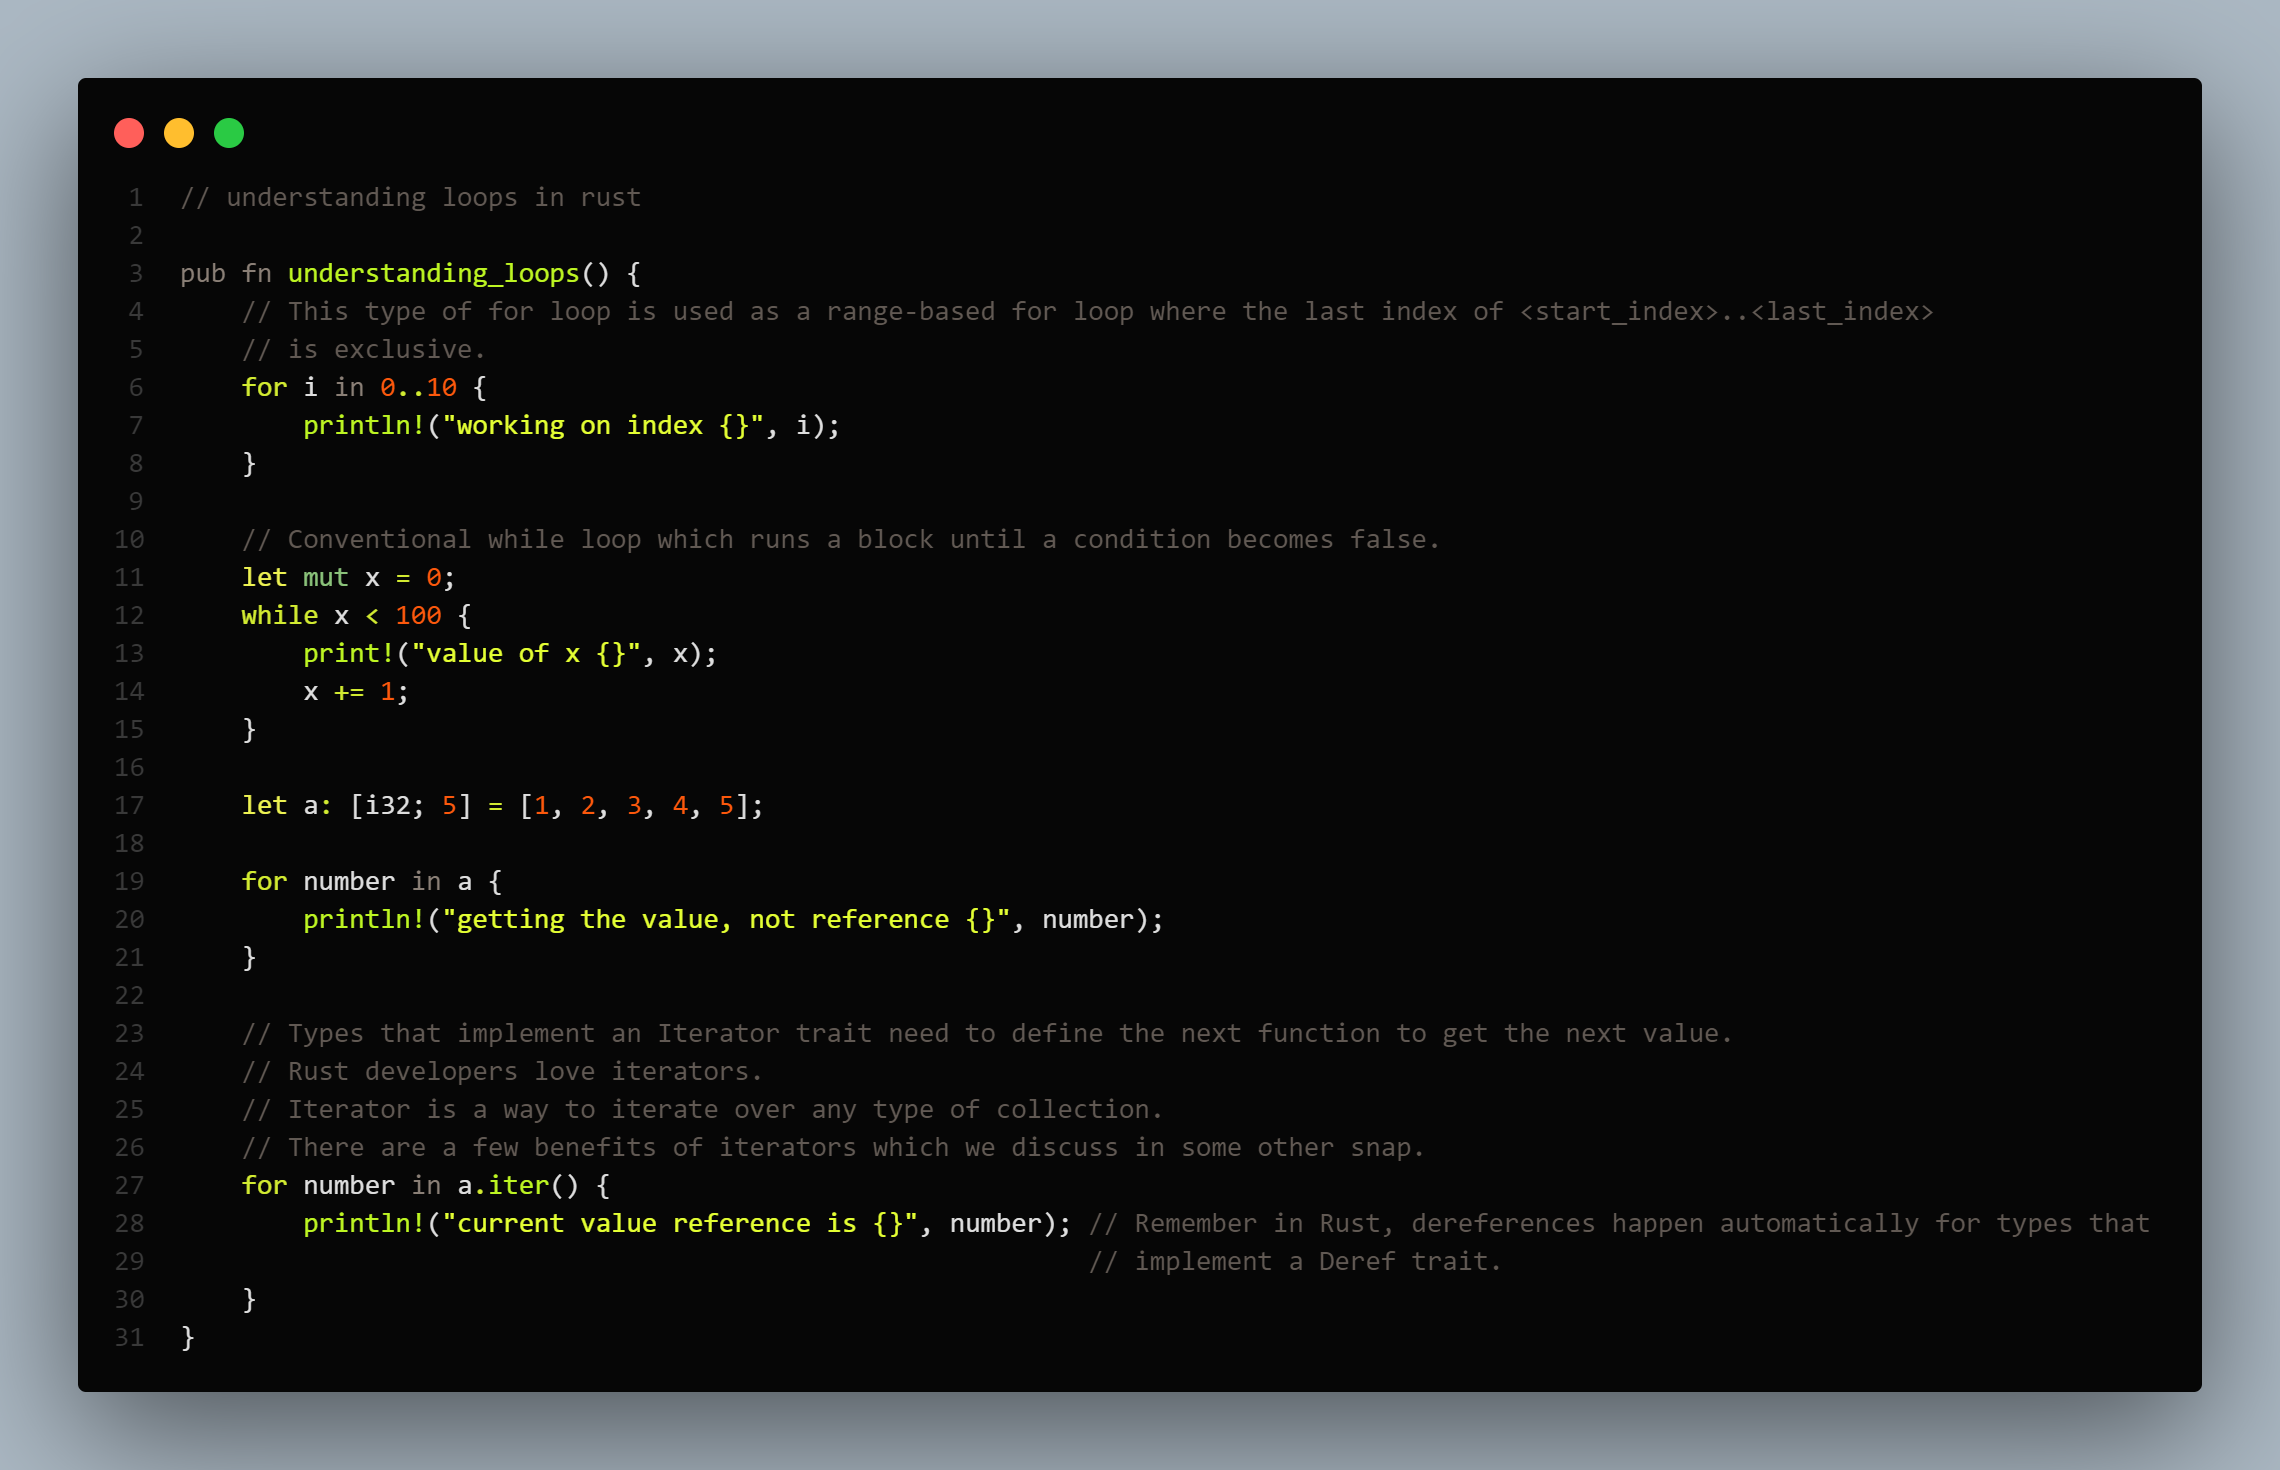 1 // understanding loops in rust
2
3 pub fn understanding_loops() {
4     // This type of for loop is used as a range-based for loop where the last index of <start_index>..<last_index>
5     // is exclusive.
6     for i in 0..10 {
7         println!("working on index {}", i);
8     }
9
10     // Conventional while loop which runs a block until a condition becomes false.
11     let mut x = 0;
12     while x < 100 {
13         print!("value of x {}", x);
14         x += 1;
15     }
16
17     let a: [i32; 5] = [1, 2, 3, 4, 5];
18
19     for number in a {
20         println!("getting the value, not reference {}", number);
21     }
22
23     // Types that implement an Iterator trait need to define the next function to get the next value.
24     // Rust developers love iterators.
25     // Iterator is a way to iterate over any type of collection.
26     // There are a few benefits of iterators which we discuss in some other snap.
27     for number in a.iter() {
28         println!("current value reference is {}", number); // Remember in Rust, dereferences happen automatically for types that
29                                                            // implement a Deref trait.
30     }
31 }